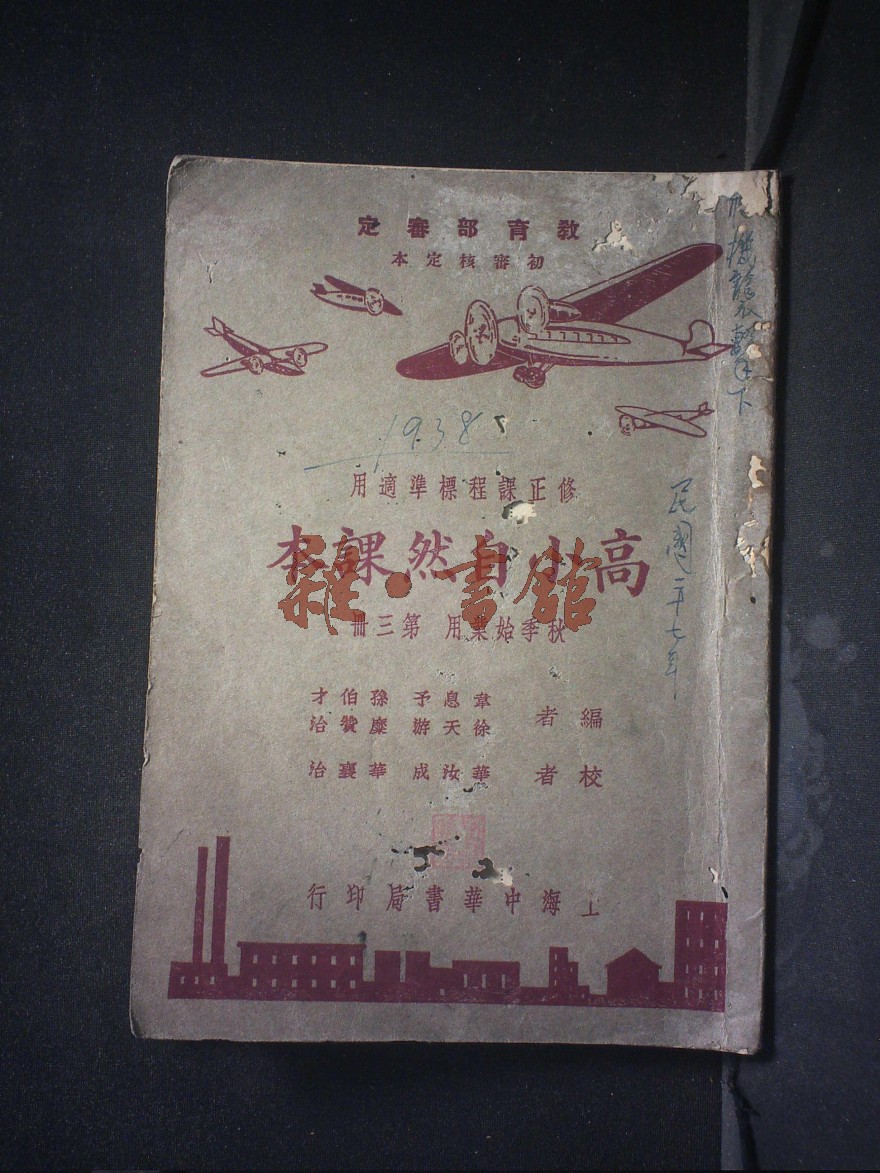 教育部審定
初審核定本
1938
修正課程標準適用
高小自然課本
雜·書館
秋季始業用 第三冊
編者 韋息予 孫伯才
徐天游 糜贊治
校者 華汝成 華襄治
上海中華書局印行
民國二十七年